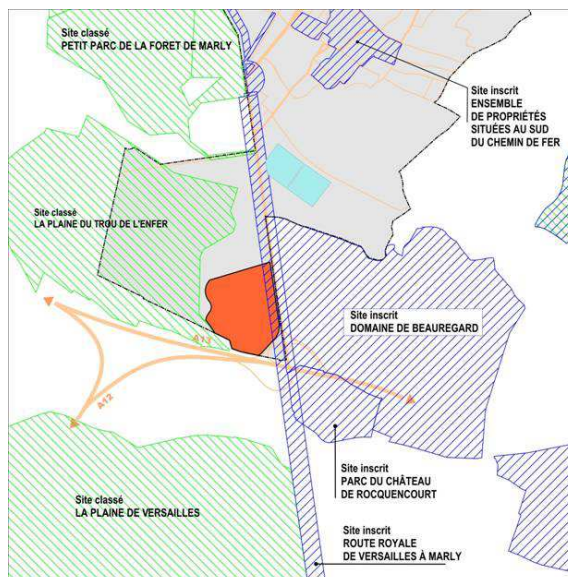 Site classé
PETIT PARC DE LA FORET DE MARLY
Site inscrit
ENSEMBLE
DE PROPRIÉTÉS
SITUÉES AU SUD
DU CHEMIN DE FER
Site classé
LA PLAINE DU TROU DE L'ENFER
Site inscrit
DOMAINE DE BEAUREGARD
A13
A12
Site inscrit
PARC DU CHÂTEAU
DE ROCQUENCOURT
Site classé
LA PLAINE DE VERSAILLES
Site inscrit
ROUTE ROYALE
DE VERSAILLES À MARLY